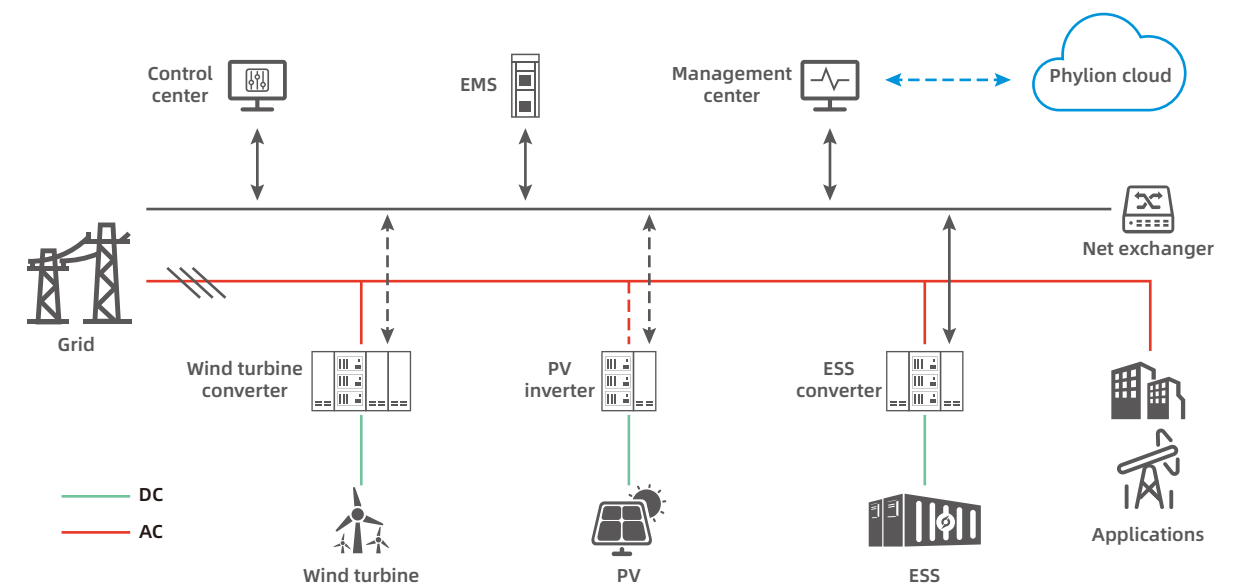 Control
center
EMS
Management
center
Phylion cloud
Net exchanger
Grid
Wind turbine
converter
PV
inverter
ESS
converter
DC
AC
Applications
Wind turbine
PV
ESS